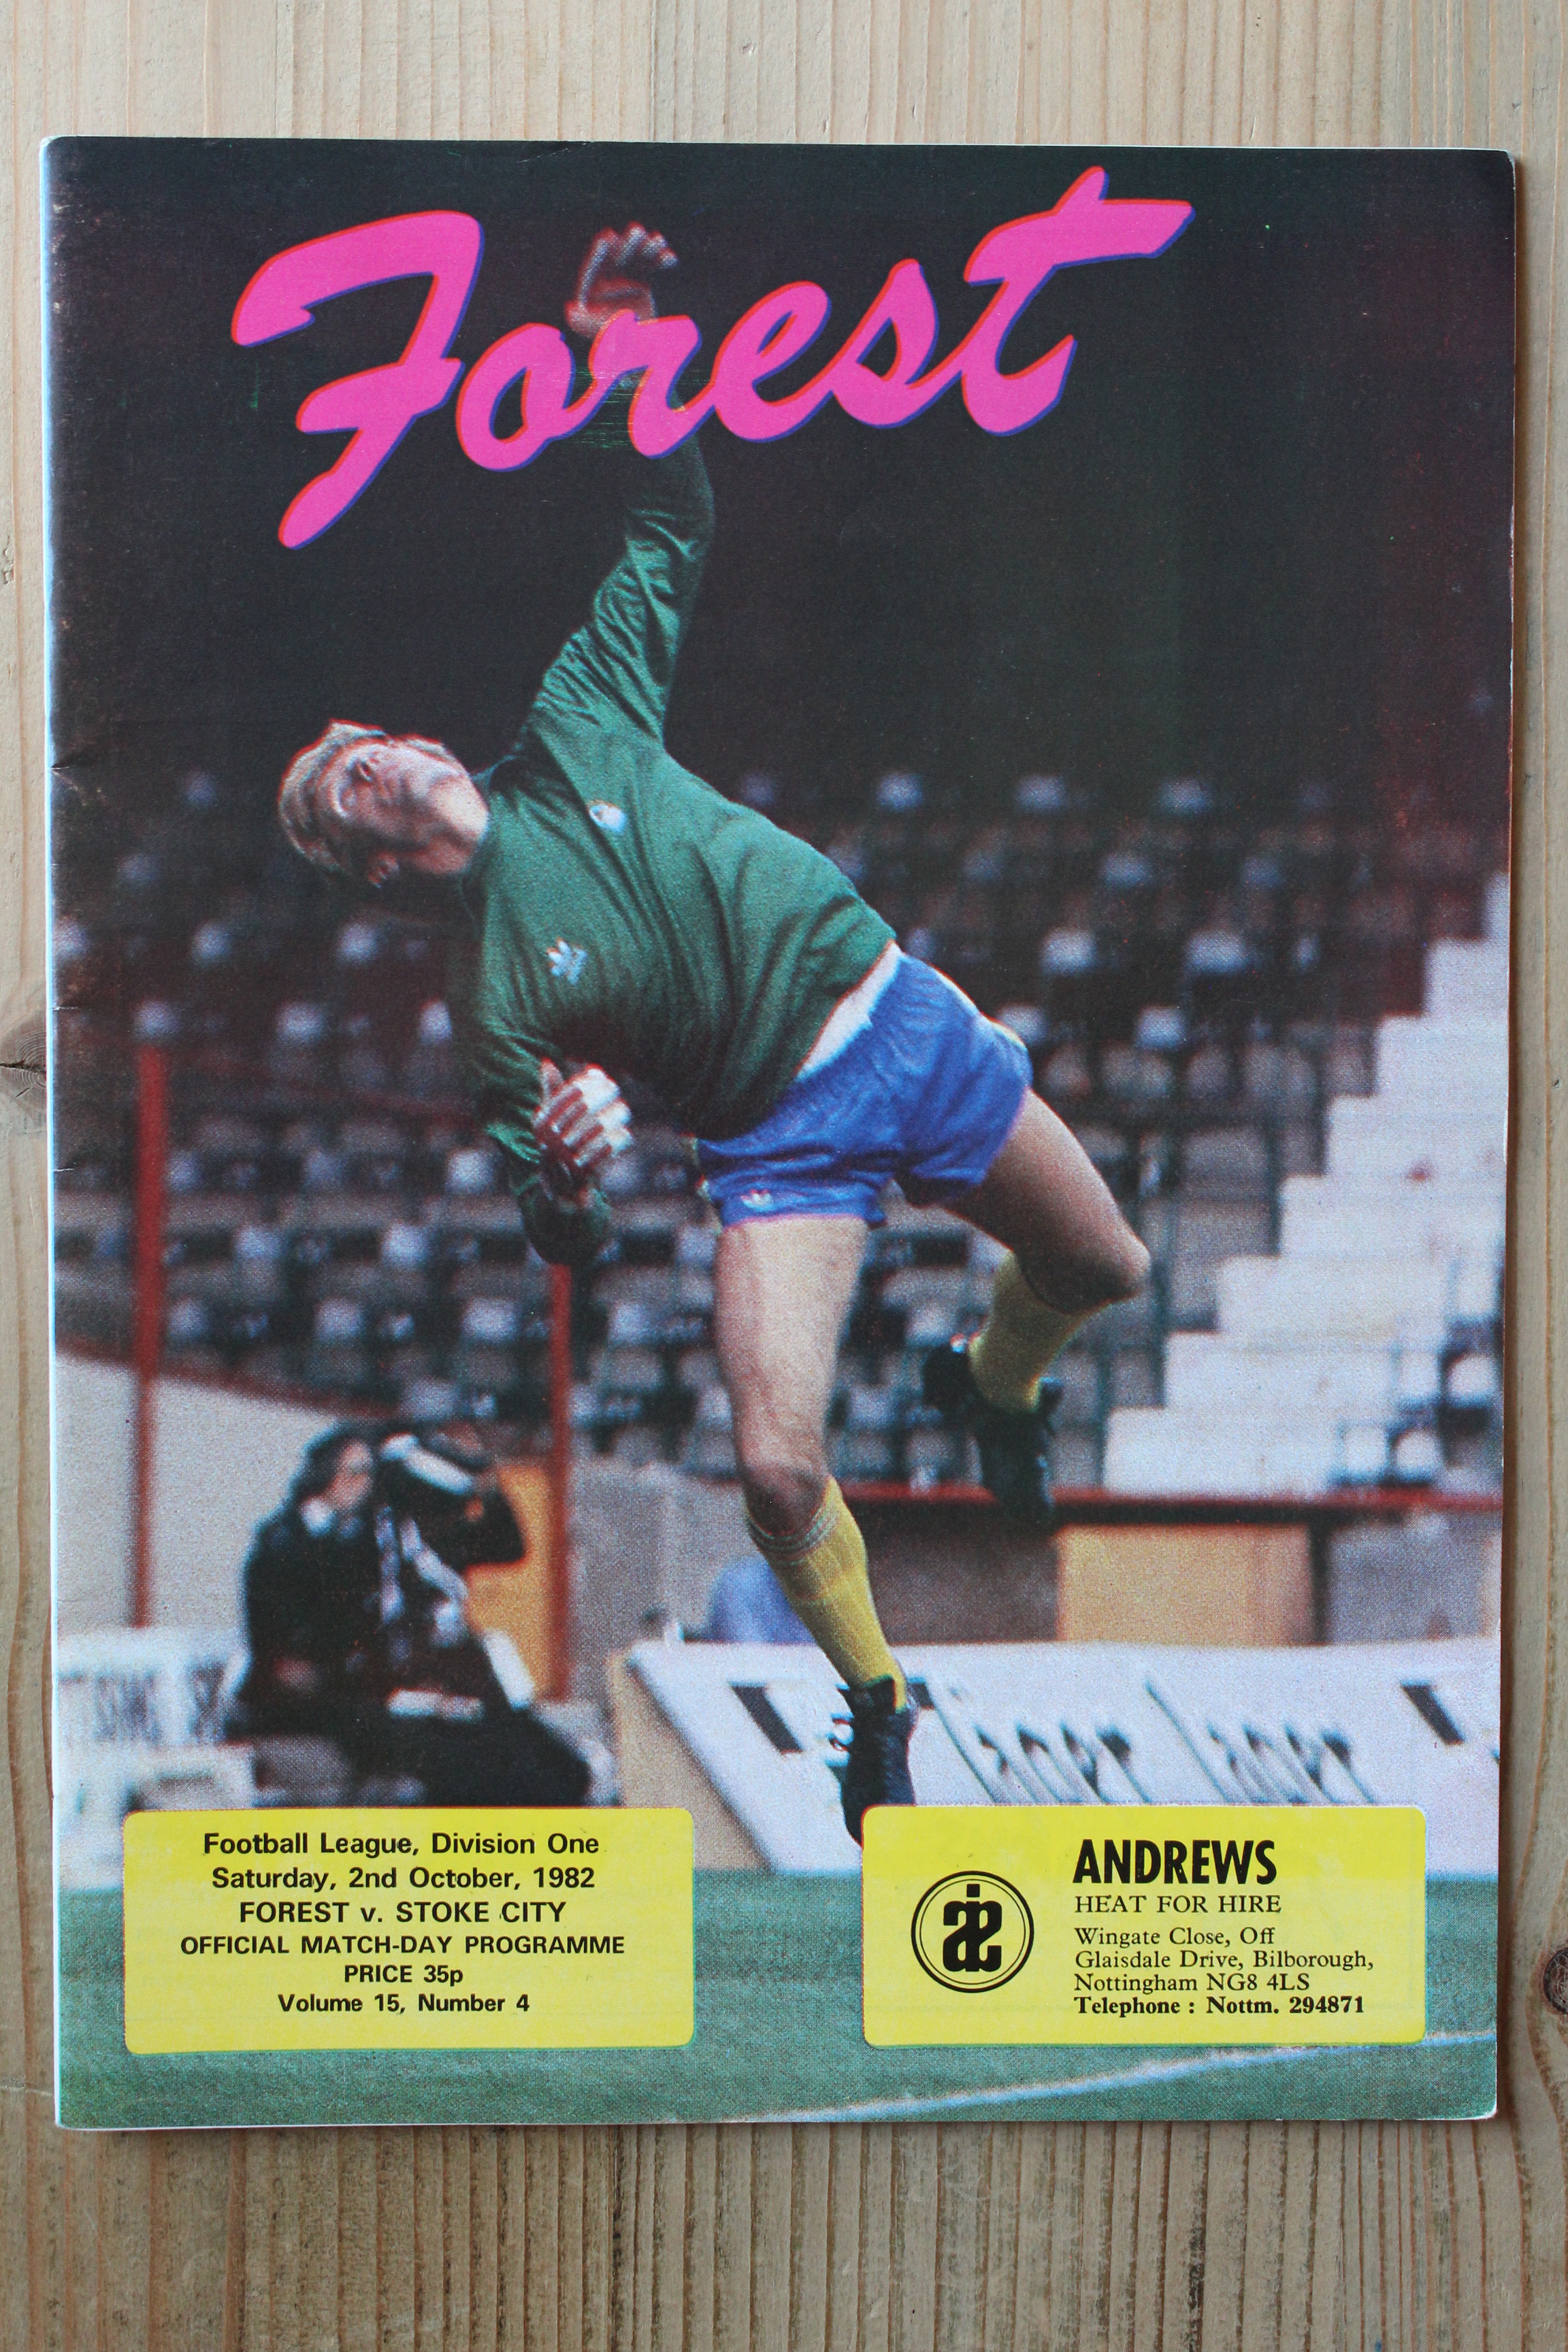 Forest
lager lager
Football League, Division One
Saturday, 2nd October, 1982
FOREST v. STOKE CITY
OFFICIAL MATCH-DAY PROGRAMME
PRICE 35p
Volume 15, Number 4
ANDREWS
HEAT FOR HIRE
Wingate Close, Off
Glaisdale Drive, Bilborough,
Nottingham NG8 4LS
Telephone : Nottm. 294871